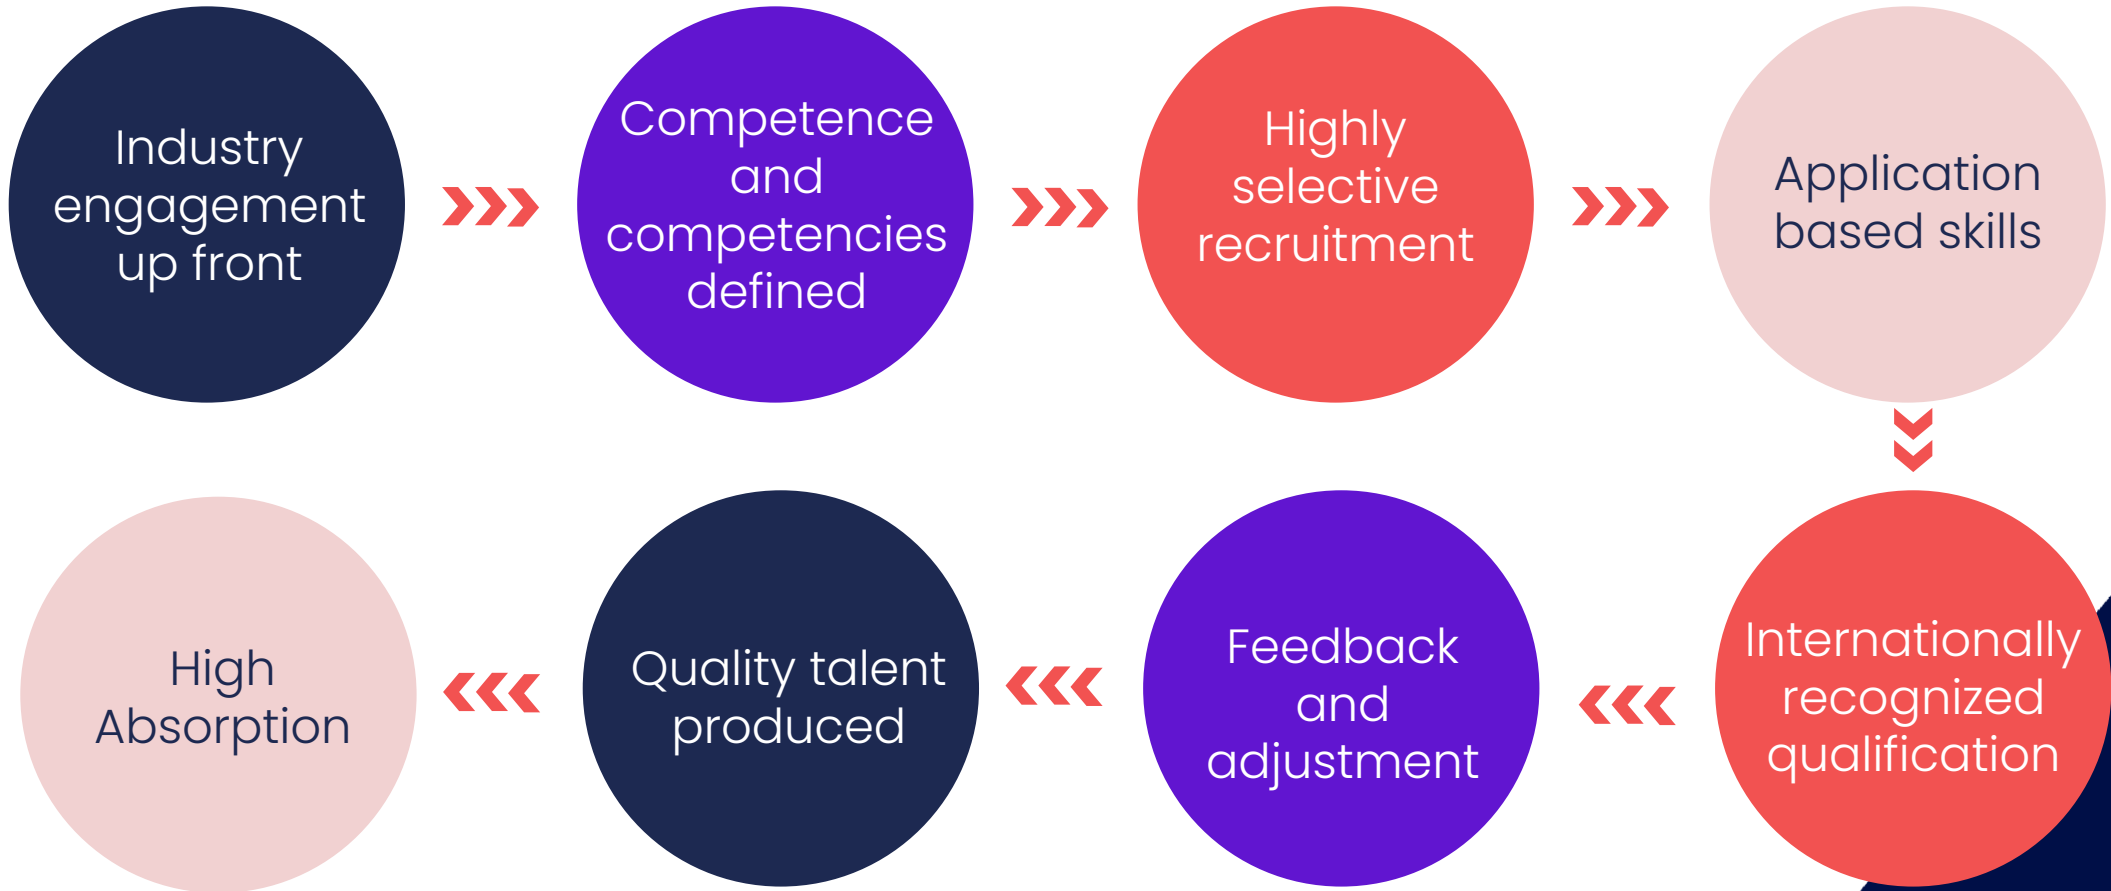 Industry
engagement
up front
Competence
and
competencies
defined
Highly
selective
recruitment
Application
based skills
Internationally
recognized
qualification
Feedback
and
adjustment
Quality talent
produced
High
Absorption